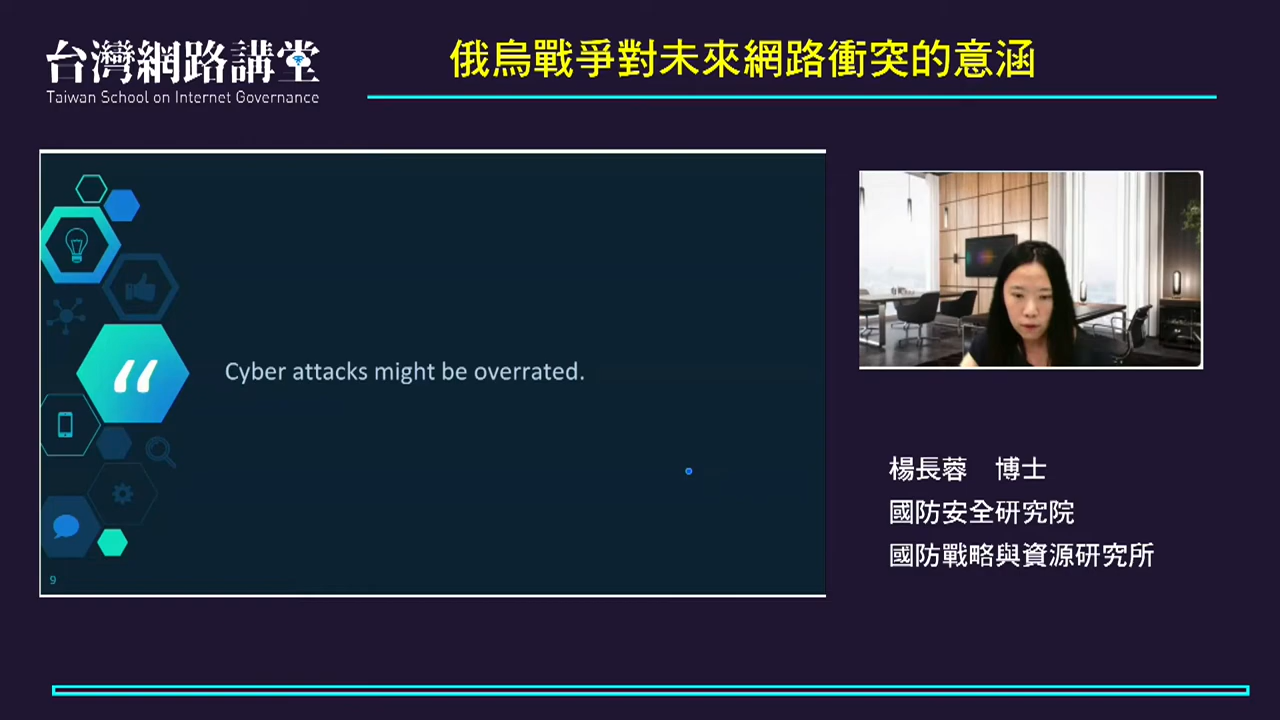 台灣網路講堂
Taiwan School on Internet Governance
俄烏戰爭對未來網路衝突的意涵
“
Cyber attacks might be overrated.
9
楊長蓉 博士
國防安全研究院
國防戰略與資源研究所